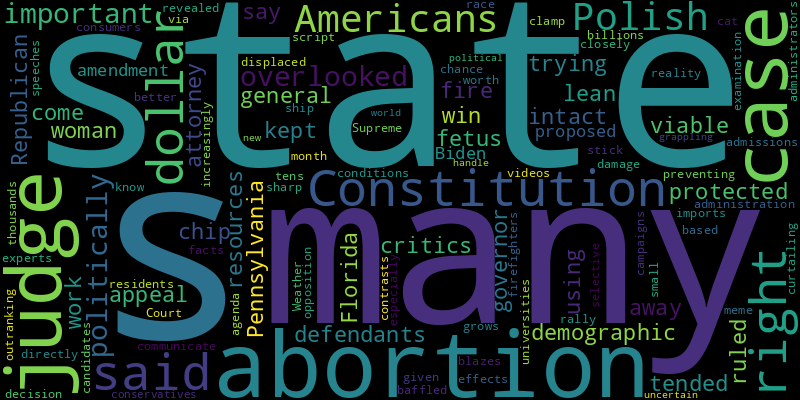 important
via
revealed
say
Americans
race
clamp
Polish
cat
administrators
consumers
script
billions
closely
state
political
speeches
Republican
amendment
dollar
attorney
displaced
overlooked
chance
worth
trying
reality
examination
case
better
general
fire
lean
come
woman
increasingly
ship
kept
world
new
Supreme
win
fetus
intact
proposed
viable
grappling
admissions
stick
month
Biden
handle
damage
preventing
thousands
judge
know
politically
resources
tens
sharp
conditions
videos
Constitution
protected
administration
s
many
Pennsylvania
chip
facts
critics
governor
firefighters
campaigns
imports
based
experts
work
residents
appeal
Court
agenda
Weather
opposition
Florida
contrasts
especially
using
selective
small
away
right
curtailing
outranking
directly
candidates
communicate
said
abortion
defendants
grows
rally
universities
demographic
meme
ruled
blazes
effects
given
baffled
tended
decision
conservatives
uncertain